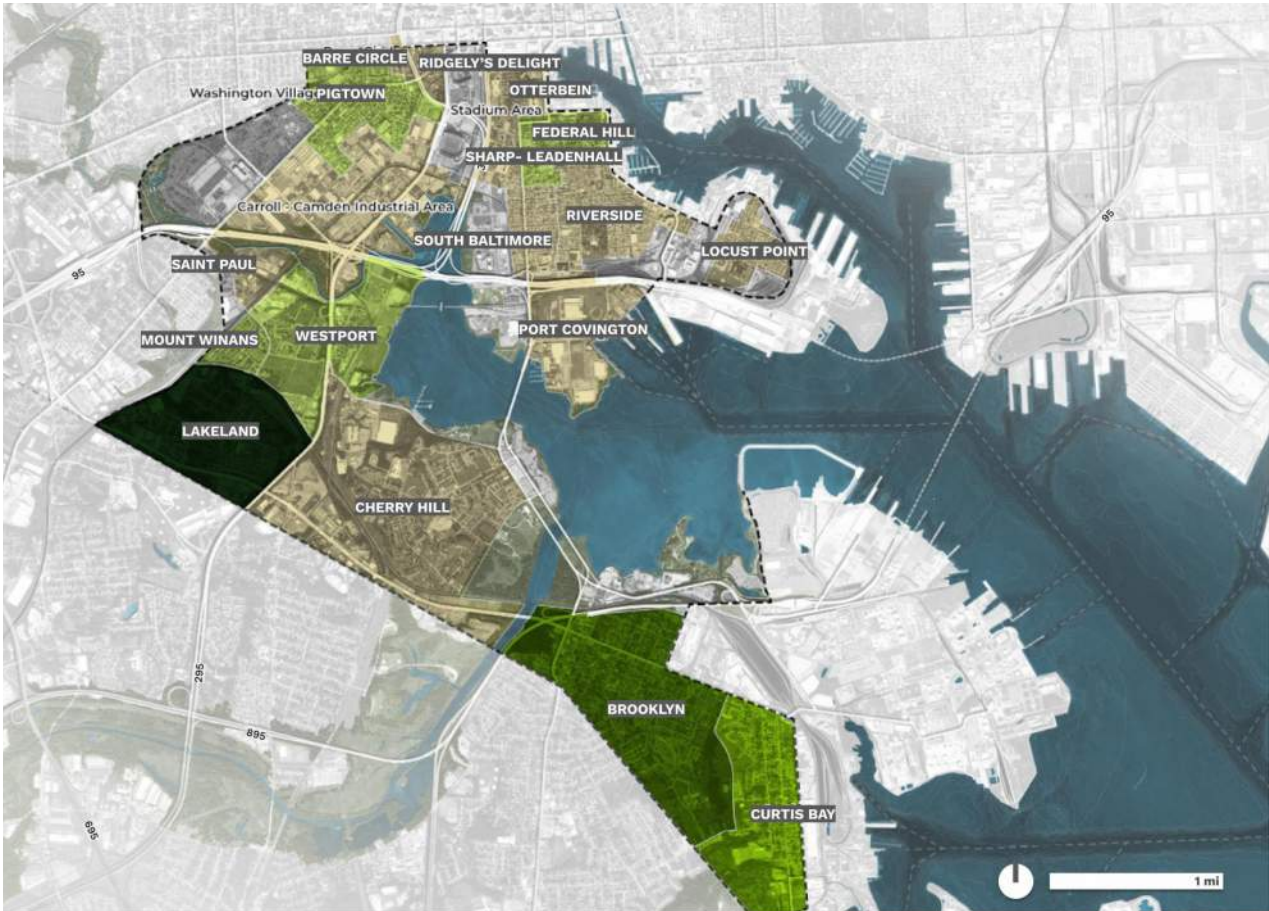 BARRE CIRCLE
RIDGELY'S DELIGHT
Washington Villag
PIGTOWN
OTTERBEIN
Stadium Area
FEDERAL HILL
SHARP- LEADENHALL
Carroll - Camden Industrial Area
RIVERSIDE
95
SOUTH BALTIMORE
LOCUST POINT
SAINT PAUL
95
PORT COVINGTON
MOUNT WINANS
WESTPORT
LAKELAND
CHERRY HILL
295
BROOKLYN
895
CURTIS BAY
695
1 mi